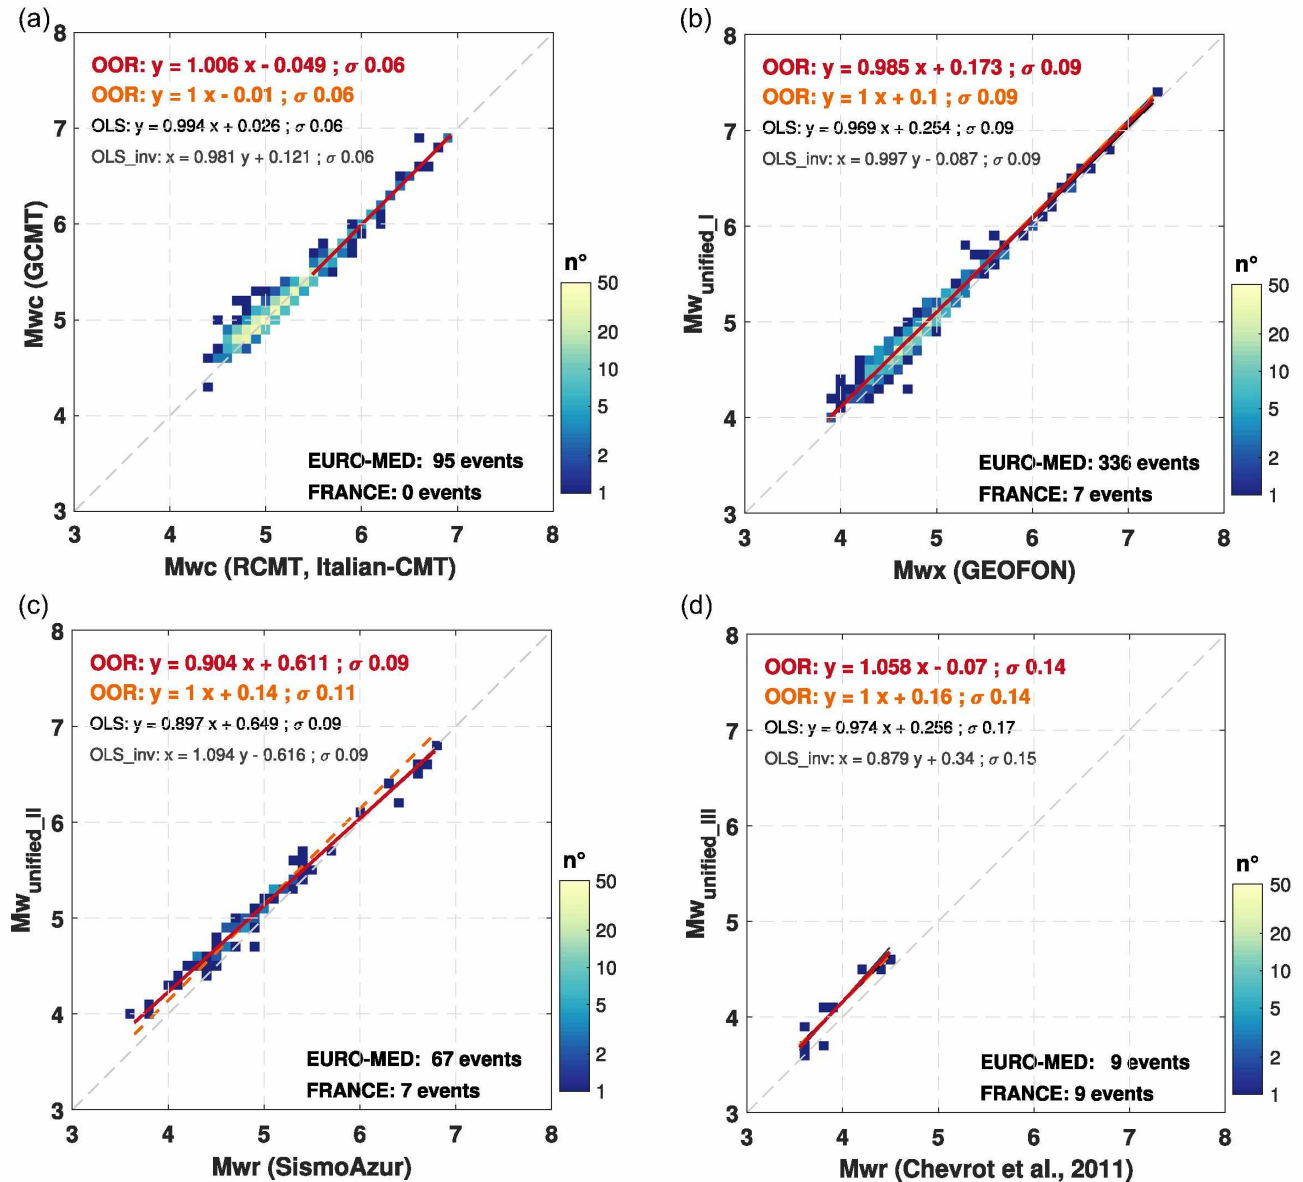 (a)
8
7
6
5
4
3
Mwc (GCMT)
OOR: y = 1.006 x - 0.049 ; σ 0.06
OOR: y = 1 x - 0.01 ; σ 0.06
OLS: y = 0.994 x + 0.026 ; σ 0.06
OLS_inv: x = 0.981 y + 0.121 ; σ 0.06
EURO-MED: 95 events
FRANCE: 0 events
3 4 5 6 7 8
Mwc (RCMT, Italian-CMT)
n°
50
20
10
5
2
1
(b)
8
7
6
5
4
3
Mw unified_I
OOR: y = 0.985 x + 0.173 ; σ 0.09
OOR: y = 1 x + 0.1 ; σ 0.09
OLS: y = 0.969 x + 0.254 ; σ 0.09
OLS_inv: x = 0.997 y - 0.087 ; σ 0.09
EURO-MED: 336 events
FRANCE: 7 events
3 4 5 6 7 8
Mwx (GEOFON)
n°
50
20
10
5
2
1
(c)
8
7
6
5
4
3
Mw unified_II
OOR: y = 0.904 x + 0.611 ; σ 0.09
OOR: y = 1 x + 0.14 ; σ 0.11
OLS: y = 0.897 x + 0.649 ; σ 0.09
OLS_inv: x = 1.094 y - 0.616 ; σ 0.09
EURO-MED: 67 events
FRANCE: 7 events
3 4 5 6 7 8
Mwr (SismoAzur)
n°
50
20
10
5
2
1
(d)
8
7
6
5
4
3
Mw unified_III
OOR: y = 1.058 x - 0.07 ; σ 0.14
OOR: y = 1 x + 0.16 ; σ 0.14
OLS: y = 0.974 x + 0.256 ; σ 0.17
OLS_inv: x = 0.879 y + 0.34 ; σ 0.15
EURO-MED: 9 events
FRANCE: 9 events
3 4 5 6 7 8
Mwr (Chevrot et al., 2011)
n°
50
20
10
5
2
1